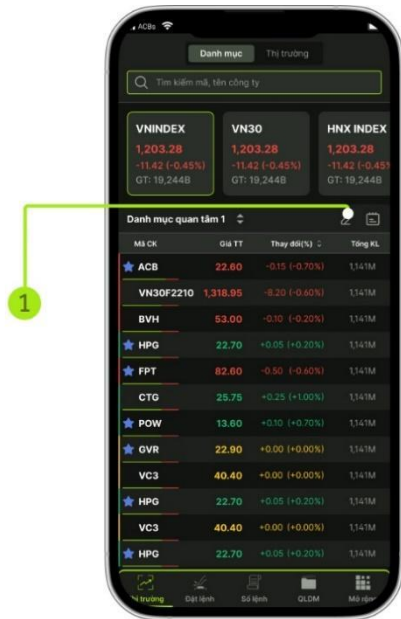 ACBs
Danh mục Thị trường
Tìm kiếm mã, tên công ty
VNINDEX VN30 HNX INDEX
1,203.28 1,203.28 1,203.28
-11.42 (-0.45%) -11.42 (-0.45%) -11.42 (-0.45%
GT: 19,244B GT: 19,244B GT: 19,244B
Danh mục quan tâm 1
Mã CK Giá TT Thay đổi(%) Tổng KL
ACB 22.60 -0.15 (-0.70%) 1,141M
VN30F2210 1,318.95 -8.20 (-0.60%) 1,141M
BVH 53.00 -0.10 (-0.20%) 1,141M
1
HPG 22.70 +0.05 (+0.20%) 1,141M
FPT 82.60 -0.50 (-0.60%) 1,141M
CTG 25.75 +0.25 (+1.00%) 1,141M
POW 13.60 +0.10 (+0.70%) 1,141M
GVR 22.90 +0.00 (+0.00%) 1,141M
VC3 40.40 +0.00 (+0.00%) 1,141M
HPG 22.70 +0.05 (+0.20%) 1,141M
VC3 40.40 +0.00 (+0.00%) 1,141M
HPG 22.70 +0.05 (+0.20%) 1,141M
hị trường Đặt lệnh Sổ lệnh QLDM Mở rộng